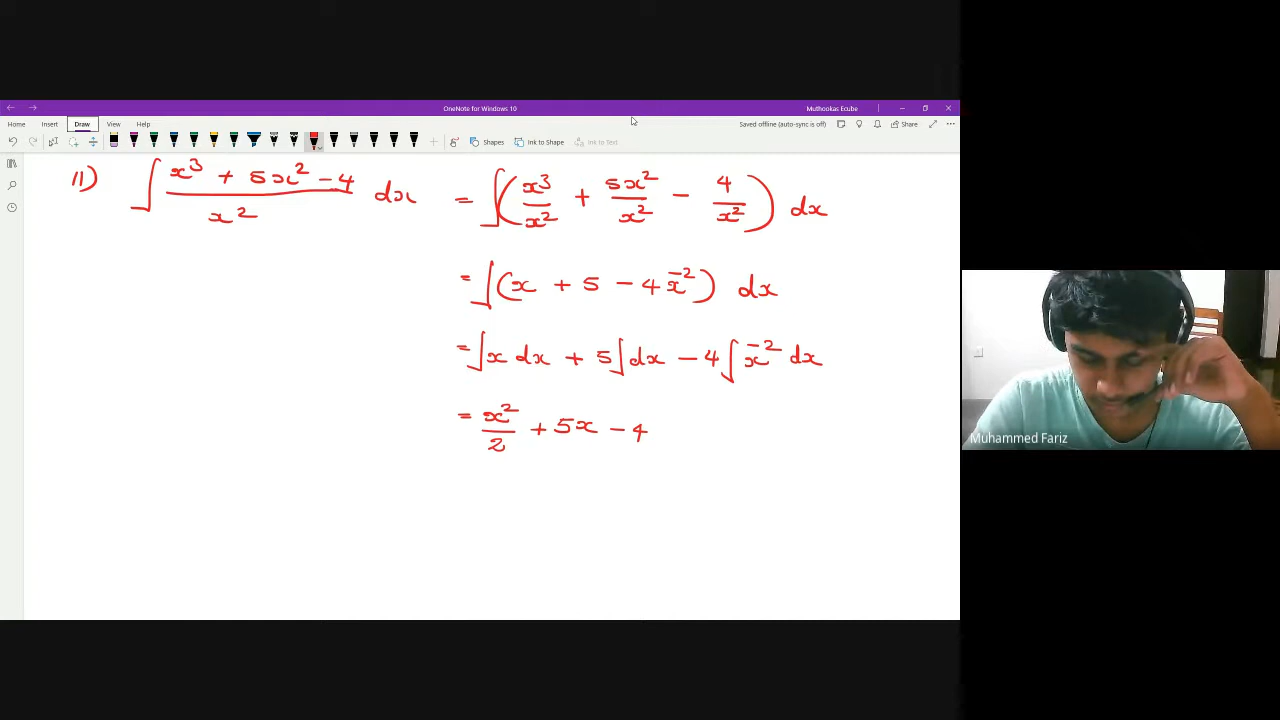 OneNote for Windows 10
Muthookas Ecube
Home Insert Draw View Help
Saved offline (auto-sync is off) Share
Shapes Ink to Shape Ink to Text
11) ∫ (x³ + 5x² - 4)/x² dx = ∫(x³/x² + 5x²/x² - 4/x²) dx
= ∫(x + 5 - 4x⁻²) dx
= ∫x dx + 5∫dx - 4∫x⁻² dx
= x²/2 + 5x - 4
Muhammed Fariz